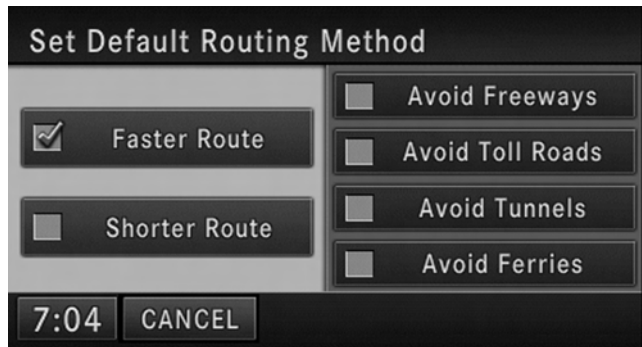 Set Default Routing Method
Faster Route
Shorter Route
Avoid Freeways
Avoid Toll Roads
Avoid Tunnels
Avoid Ferries
7:04
CANCEL